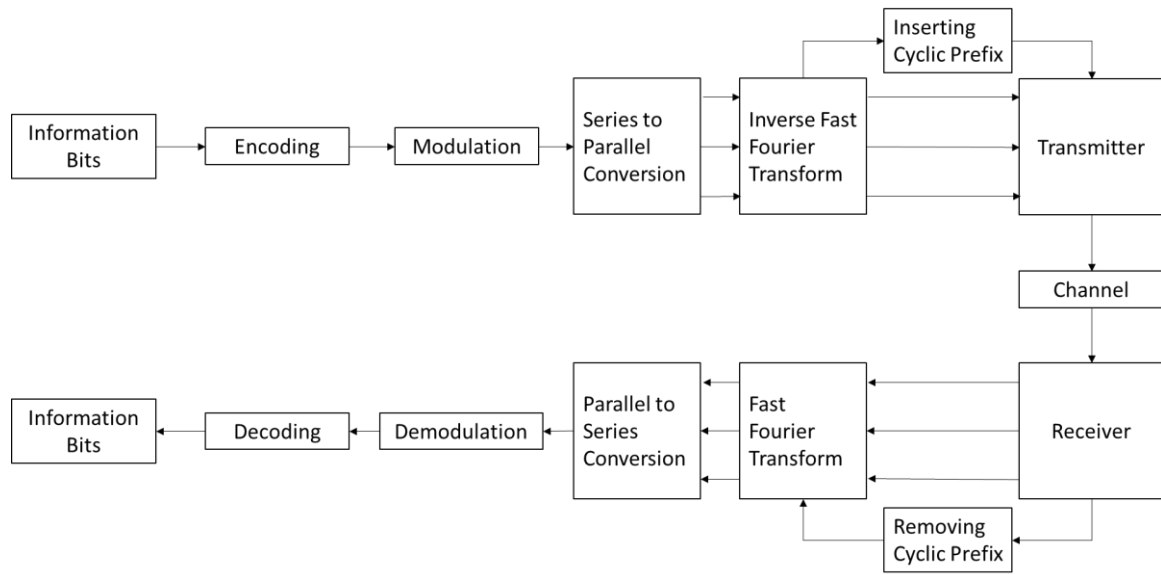 Inserting
Cyclic Prefix
Information
Bits
Encoding
Modulation
Series to
Parallel
Conversion
Inverse Fast
Fourier
Transform
Transmitter
Channel
Information
Bits
Decoding
Demodulation
Parallel to
Series
Conversion
Fast
Fourier
Transform
Receiver
Removing
Cyclic Prefix